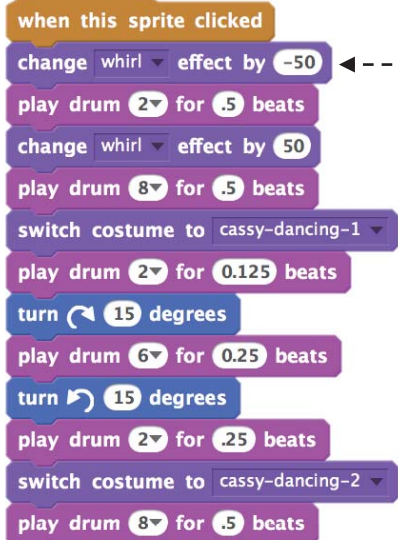 when this sprite clicked
change whirl effect by -50
play drum 2 for .5 beats
change whirl effect by 50
play drum 8 for .5 beats
switch costume to cassy-dancing-1
play drum 2 for 0.125 beats
turn 15 degrees
play drum 6 for 0.25 beats
turn 15 degrees
play drum 2 for .25 beats
switch costume to cassy-dancing-2
play drum 8 for .5 beats